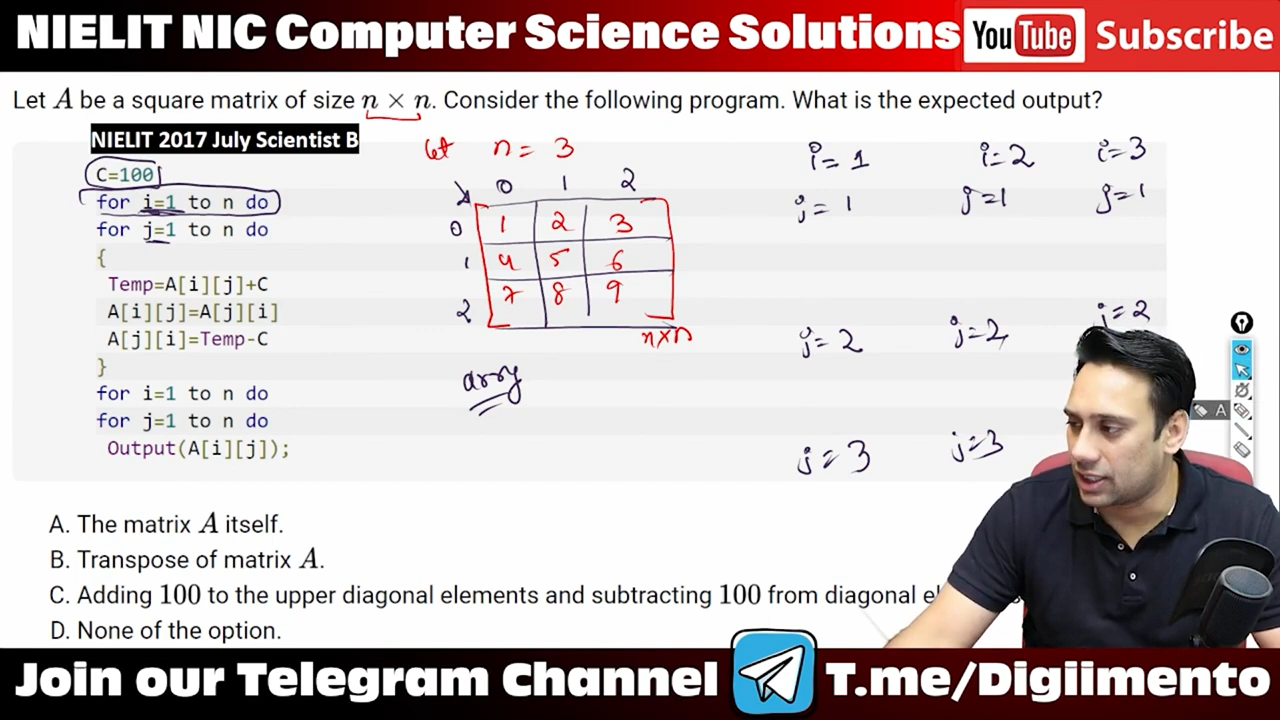 NIELIT NIC Computer Science Solutions YouTube Subscribe
Let A be a square matrix of size n × n. Consider the following program. What is the expected output?
NIELIT 2017 July Scientist B
C=100
for i=1 to n do
for j=1 to n do
{
Temp=A[i][j]+C
A[i][j]=A[j][i]
A[j][i]=Temp-C
}
for i=1 to n do
for j=1 to n do
Output(A[i][j]);
let n = 3
0 1 2
0 1 2 3
1 4 5 6
2 7 8 9
n×n
array
i=1 i=2 i=3
j=1 j=1 j=1
j=2 j=2 j=2
j=3 j=3
A
A. The matrix A itself.
B. Transpose of matrix A.
C. Adding 100 to the upper diagonal elements and subtracting 100 from diagonal
D. None of the option.
Join our Telegram Channel T.me/Digiimento